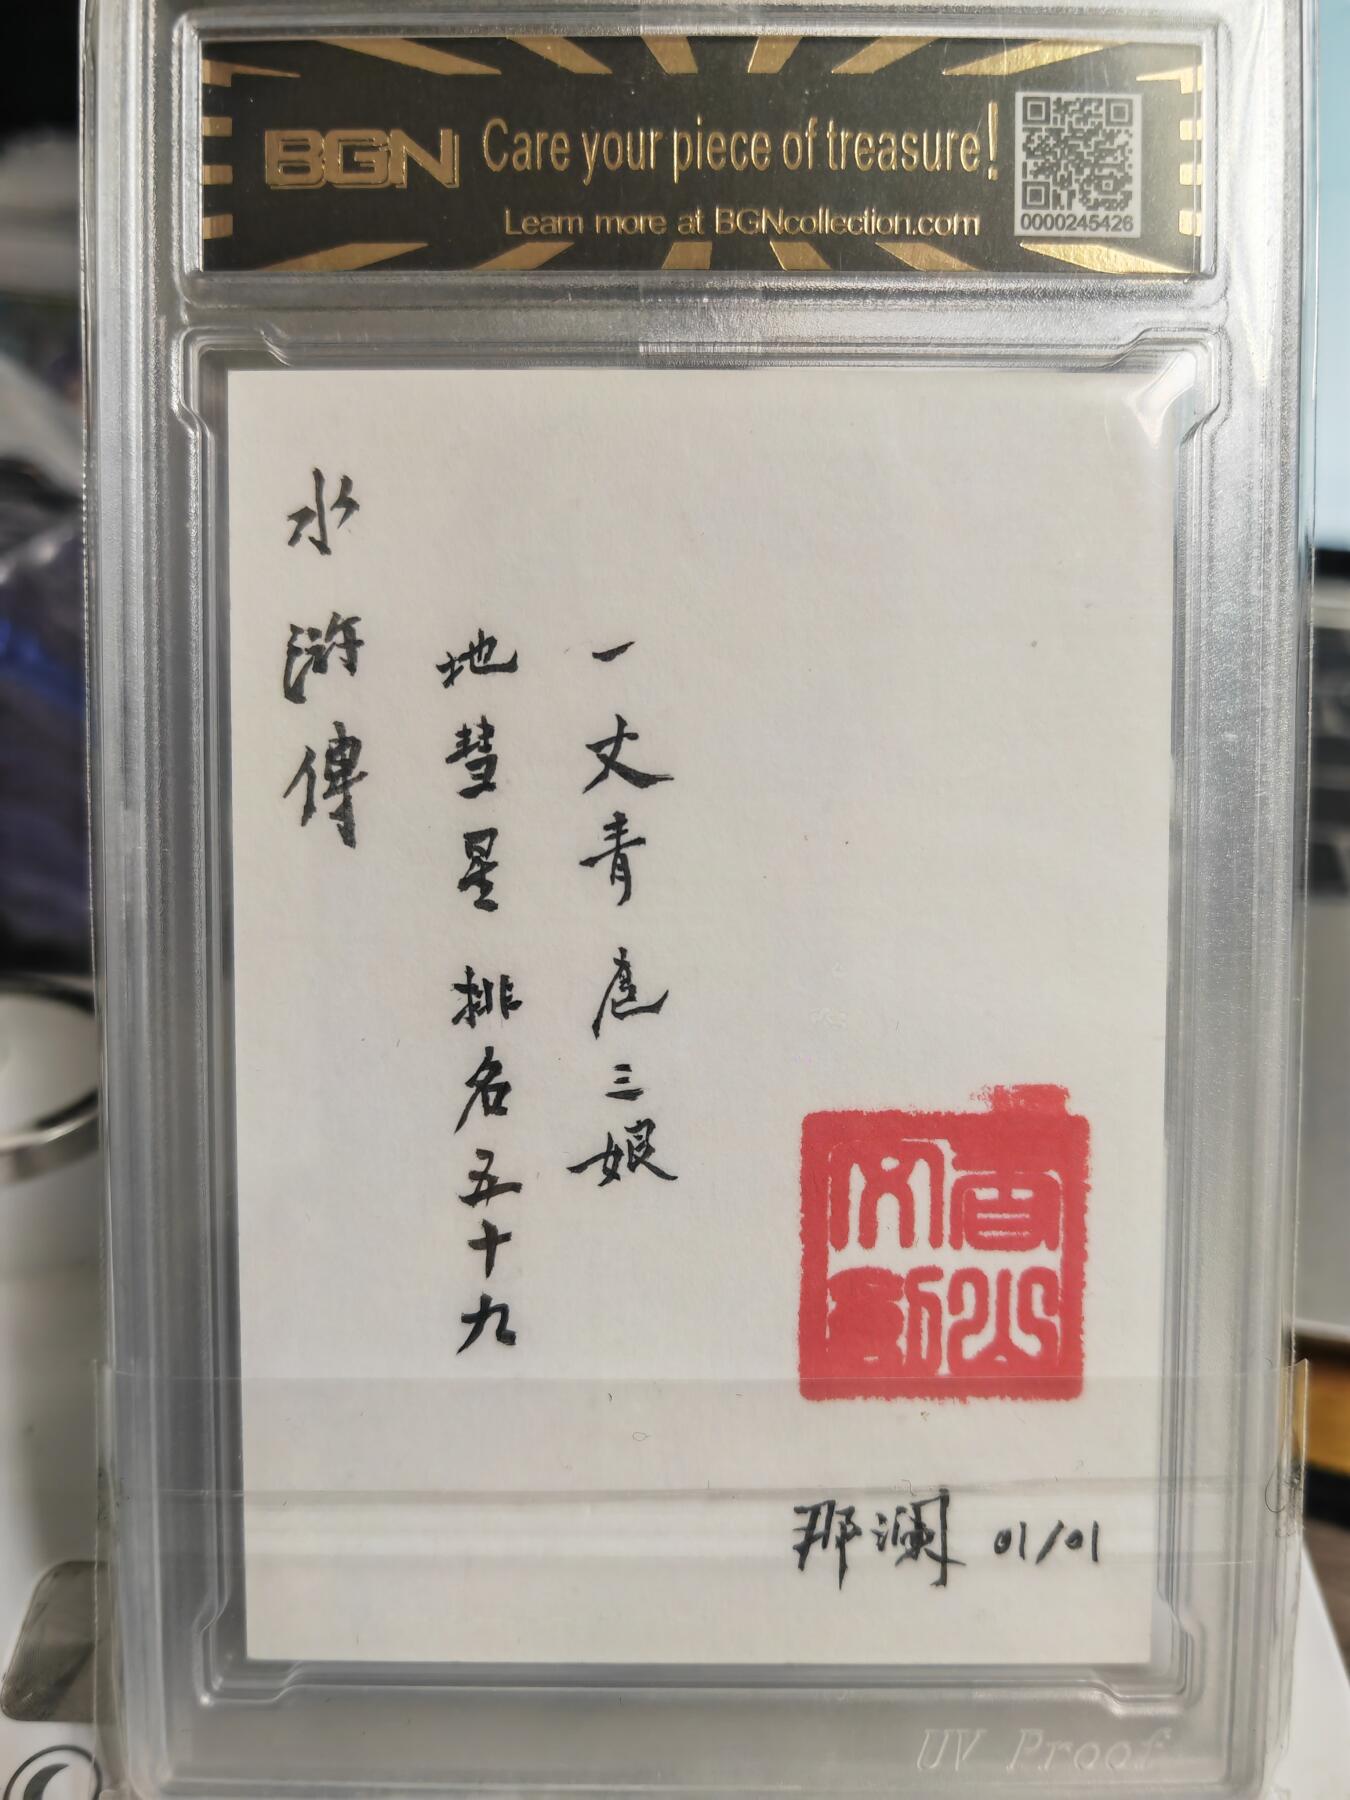 BGN
Care your piece of treasure!
Learn more at BGNcollection.com
0000245426
水滸傳
地彗星 排名五十九
一丈青 扈三娘
那澜 01/01
UV Proof